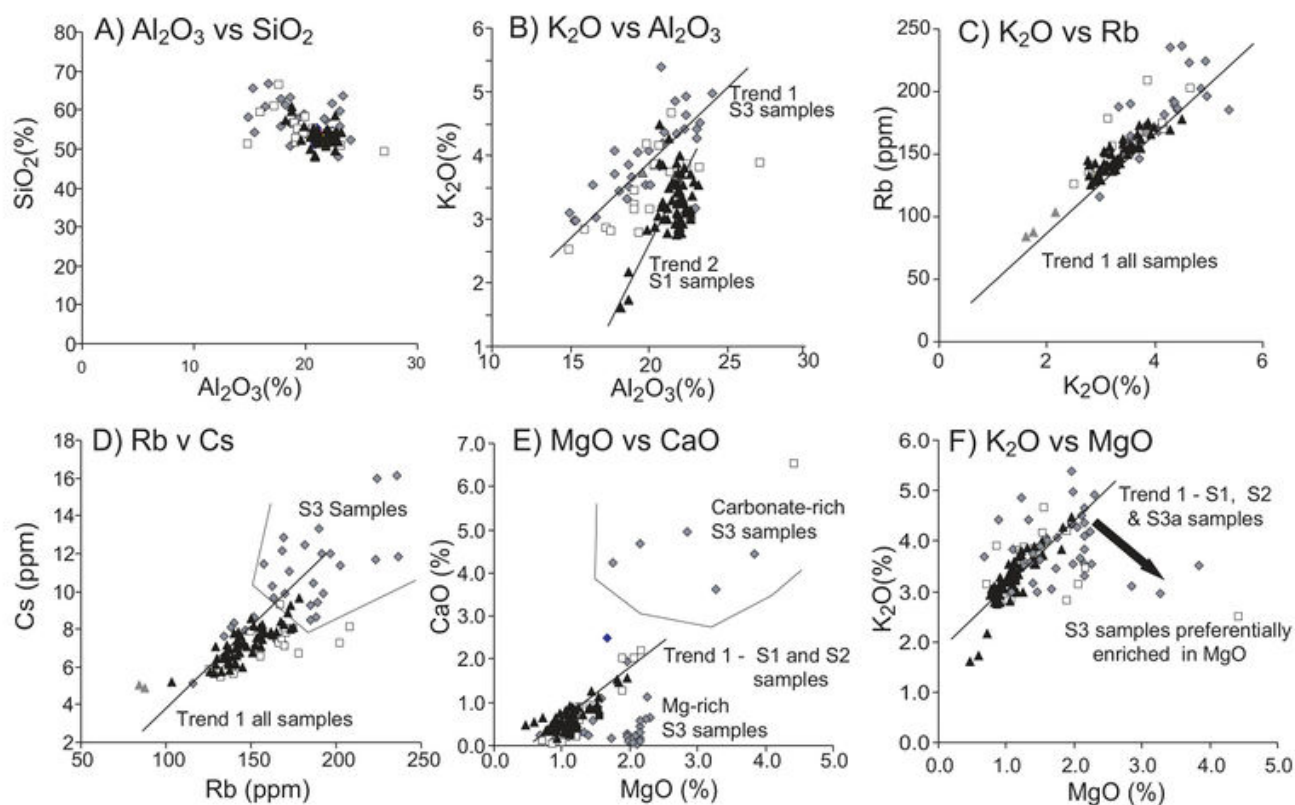 A) Al₂O₃ vs SiO₂
SiO₂(%)
80
70
60
50
40
30
20
10
0
0
10
20
30
Al₂O₃(%)
B) K₂O vs Al₂O₃
K₂O(%)
6
5
4
3
2
1
Trend 1
S3 samples
Trend 2
S1 samples
10
15
20
25
30
Al₂O₃(%)
C) K₂O vs Rb
Rb (ppm)
250
200
150
100
50
0
Trend 1 all samples
0
2
4
6
K₂O(%)
D) Rb v Cs
Cs (ppm)
18
16
14
12
10
8
6
4
2
S3 Samples
Trend 1 all samples
50
100
150
200
250
Rb (ppm)
E) MgO vs CaO
CaO (%)
7.0
6.0
5.0
4.0
3.0
2.0
1.0
0.0
Carbonate-rich
S3 samples
Trend 1 - S1 and S2
samples
Mg-rich
S3 samples
0.0
1.0
2.0
3.0
4.0
5.0
MgO (%)
F) K₂O vs MgO
K₂O(%)
6.0
5.0
4.0
3.0
2.0
1.0
0.0
Trend 1 - S1, S2
& S3a samples
S3 samples preferentially
enriched in MgO
0.0
1.0
2.0
3.0
4.0
5.0
MgO (%)